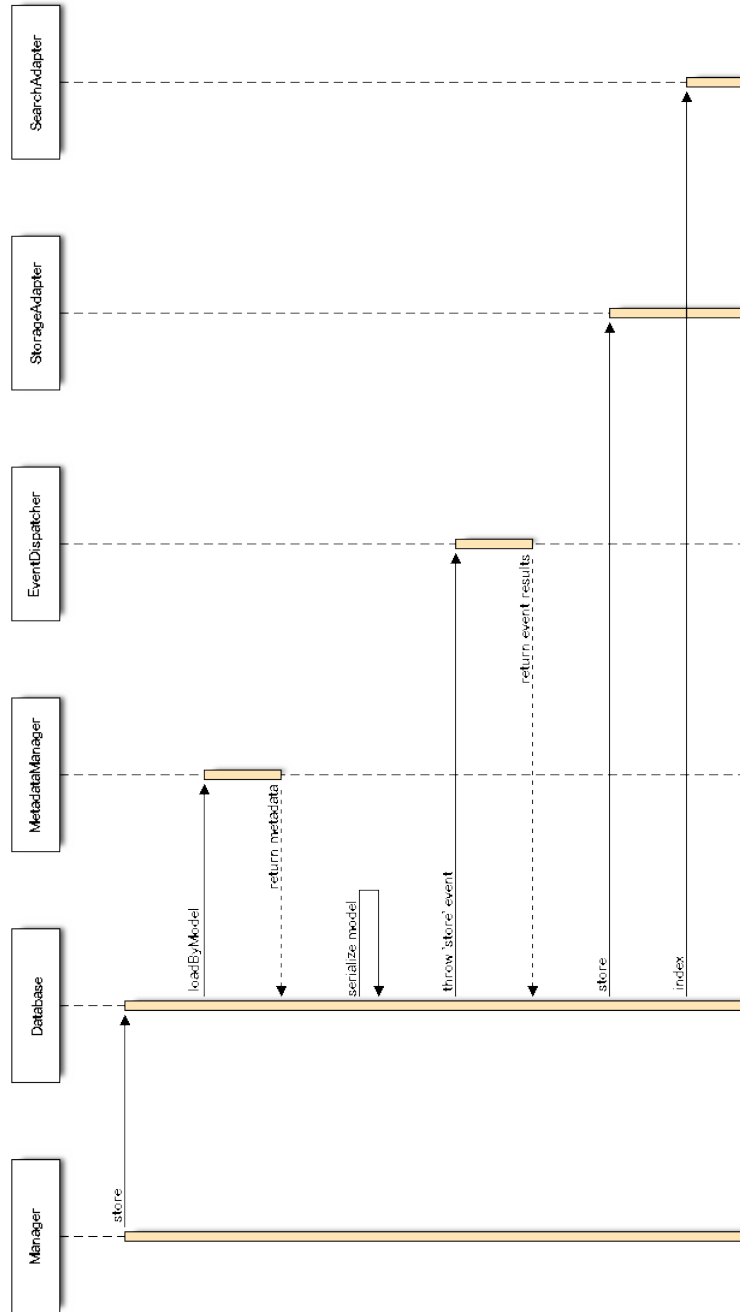 Manager
Database
MetadataManager
EventDispatcher
StorageAdapter
SearchAdapter
store
loadByModel
return metadata
serialize model
throw 'store' event
return event results
store
index